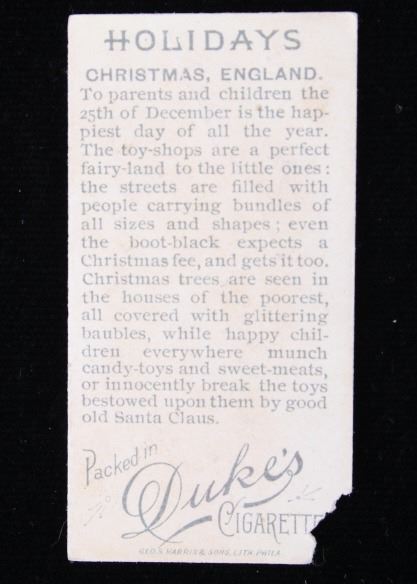 HOLIDAYS
CHRISTMAS, ENGLAND.
To parents and children the
25th of December is the hap-
piest day of all the year.
The toy-shops are a perfect
fairy-land to the little ones:
the streets are filled with
people carrying bundles of
all sizes and shapes; even
the boot-black expects a
Christmas fee, and gets it too.
Christmas trees are seen in
the houses of the poorest,
all covered with glittering
baubles, while happy chil-
dren everywhere munch
candy-toys and sweet-meats,
or innocently break the toys
bestowed upon them by good
old Santa Claus.
Packed in
Duke's
CIGARETTE
GEO. S. HARRIS & SONS, LITH. PHILA.